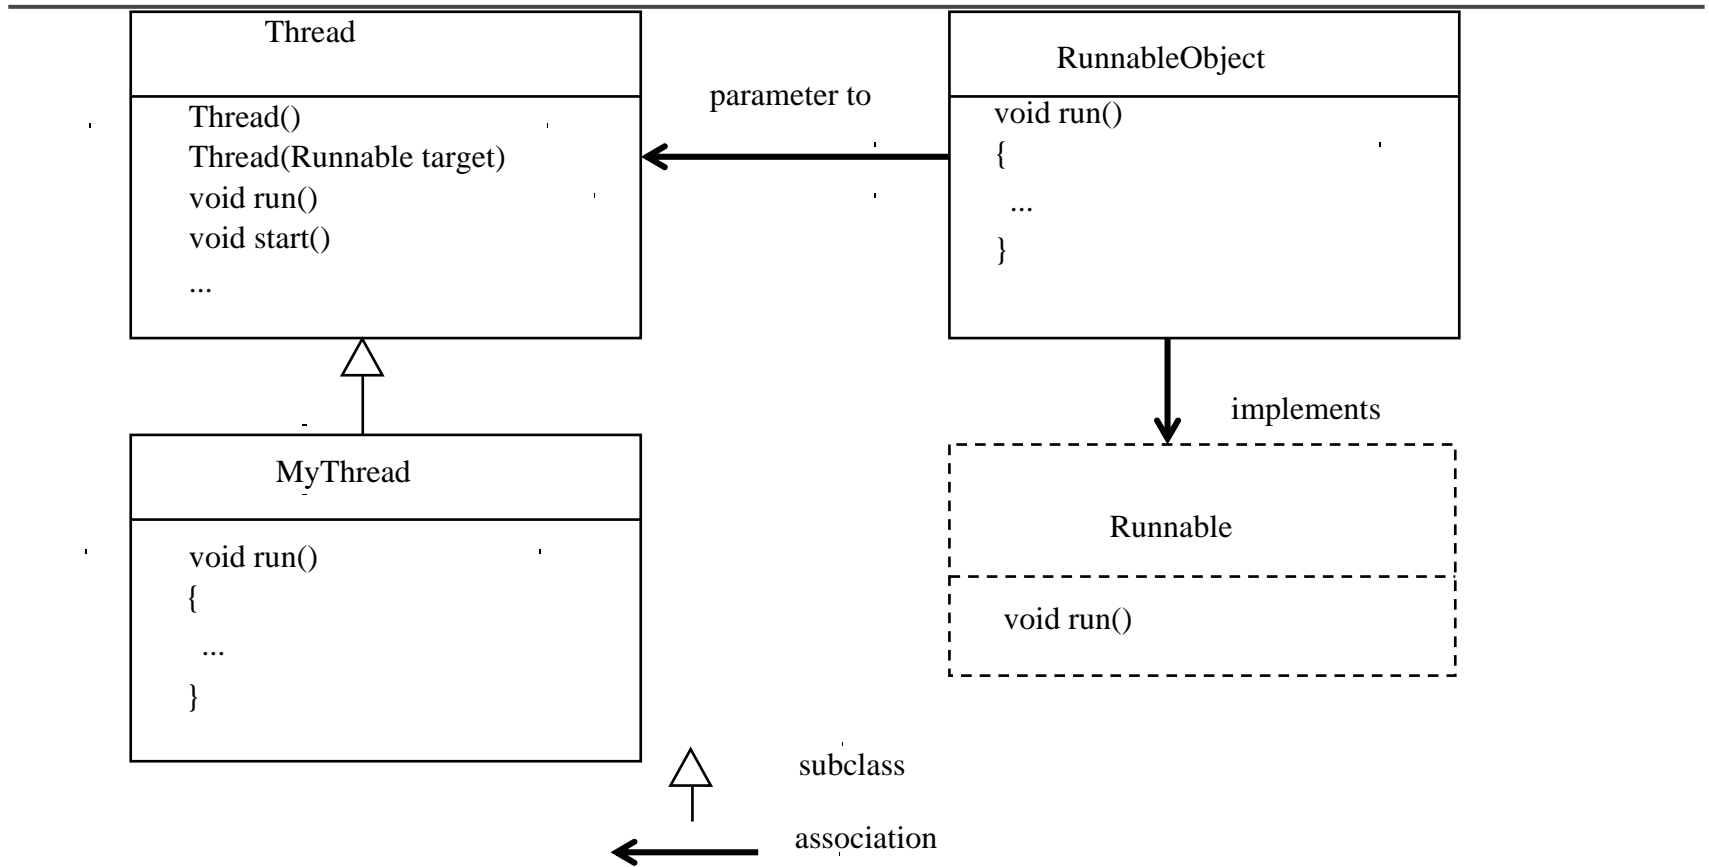 Thread
Thread()
Thread(Runnable target)
void run()
void start()
...
parameter to
RunnableObject
void run()
{
...
}
implements
MyThread
void run()
{
...
}
Runnable
void run()
subclass
association